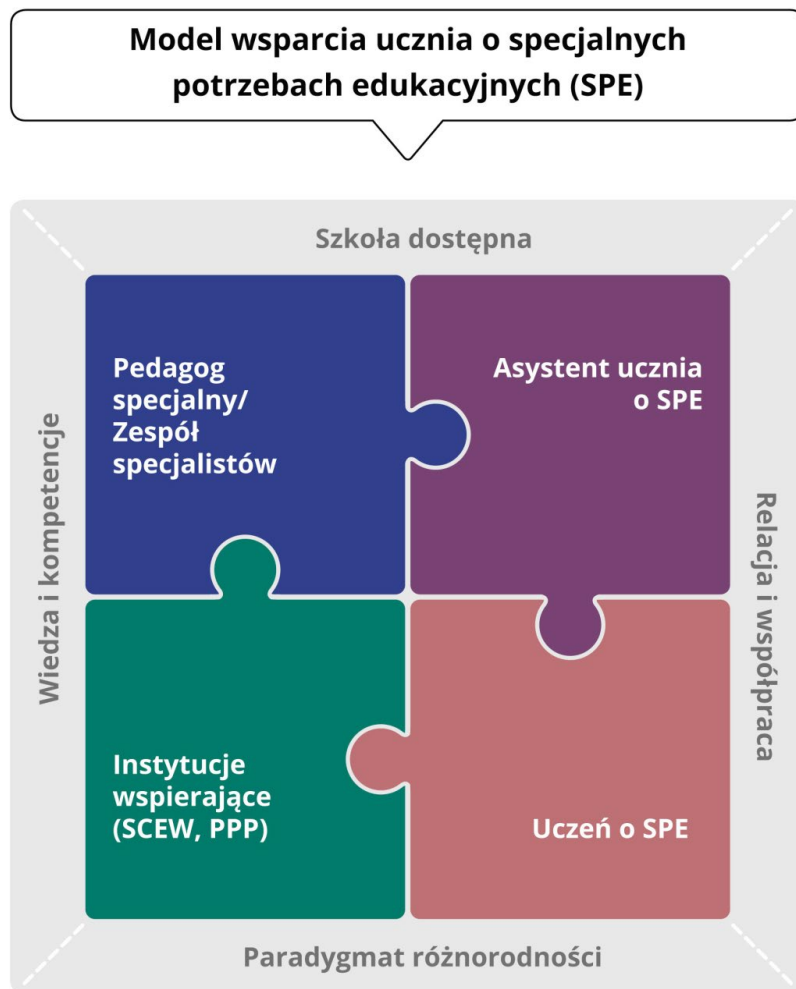 Model wsparcia ucznia o specjalnych
potrzebach edukacyjnych (SPE)
Szkoła dostępna
Pedagog
specjalny/
Zespół
specjalistów
Asystent ucznia
o SPE
Wiedza i kompetencje
Relacja i współpraca
Instytucje
wspierające
(SCEW, PPP)
Uczeń o SPE
Paradygmat różnorodności